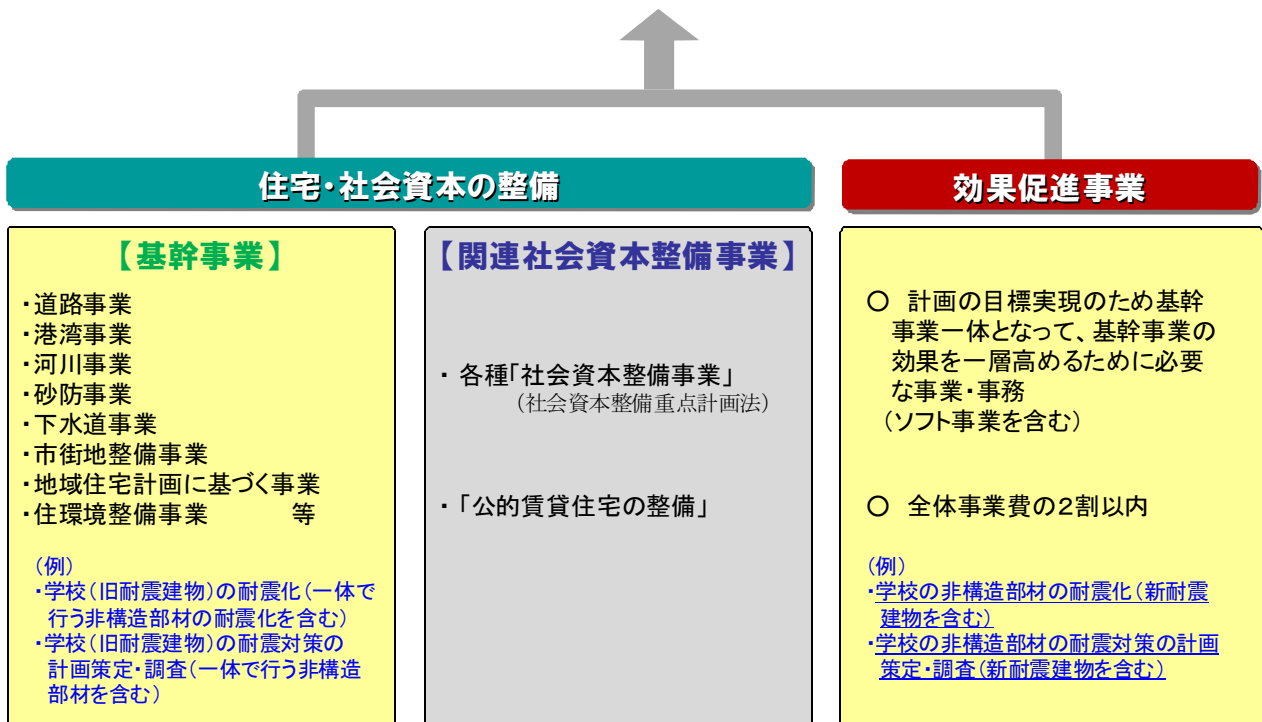 住宅・社会資本の整備
効果促進事業
【基幹事業】
・道路事業
・港湾事業
・河川事業
・砂防事業
・下水道事業
・市街地整備事業
・地域住宅計画に基づく事業
・住環境整備事業　　　等
（例）
・学校（旧耐震建物）の耐震化（一体で
行う非構造部材の耐震化を含む）
・学校（旧耐震建物）の耐震対策の
計画策定・調査（一体で行う非構造
部材を含む）
【関連社会資本整備事業】
・ 各種「社会資本整備事業」
（社会資本整備重点計画法）
・「公的賃貸住宅の整備」
○ 計画の目標実現のため基幹
事業一体となって、基幹事業の
効果を一層高めるために必要
な事業・事務
（ソフト事業を含む）
○ 全体事業費の２割以内
（例）
・学校の非構造部材の耐震化（新耐震
建物を含む）
・学校の非構造部材の耐震対策の計画
策定・調査（新耐震建物を含む）